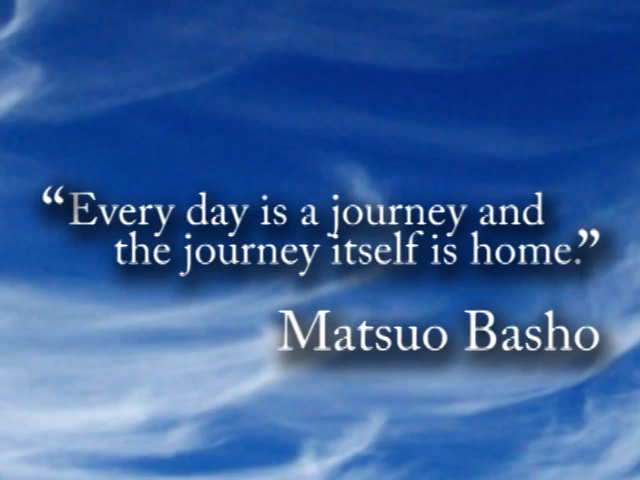 “Every day is a journey and
the journey itself is home.”
Matsuo Basho